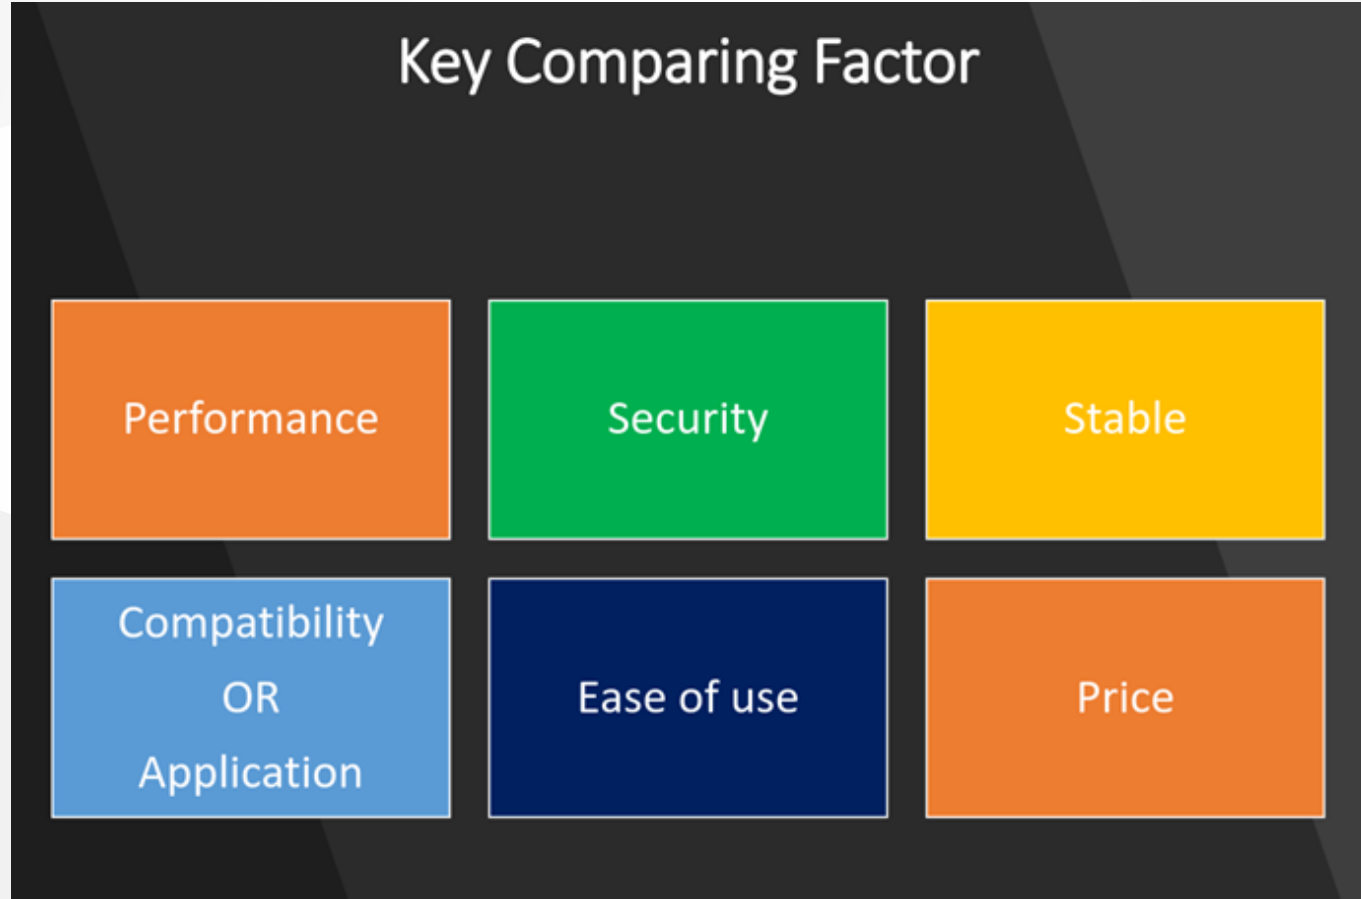 Key Comparing Factor
Performance
Security
Stable
Compatibility
OR
Application
Ease of use
Price